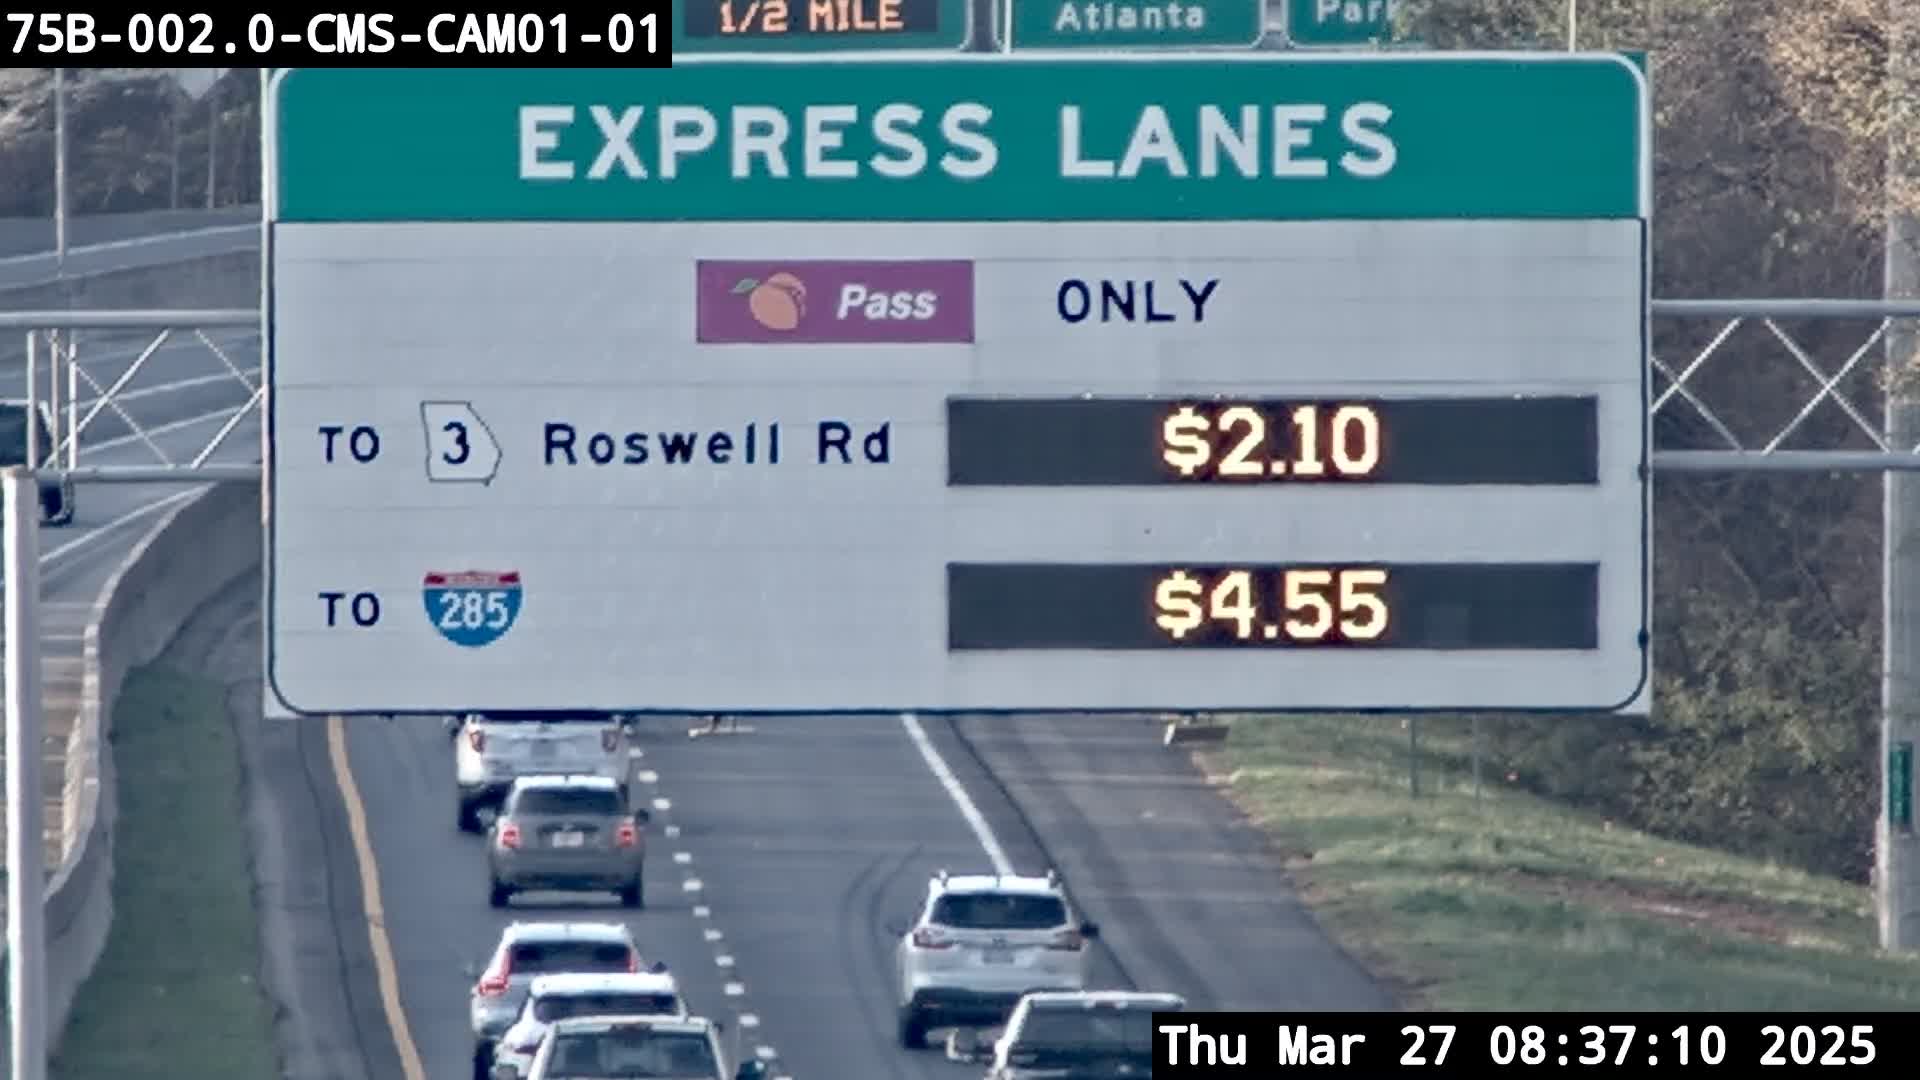 75B-002.0-CMS-CAM01-01
1/2 MILE
Atlanta
EXPRESS LANES
Pass ONLY
TO 3 Roswell Rd $2.10
TO 285 $4.55
Thu Mar 27 08:37:10 2025